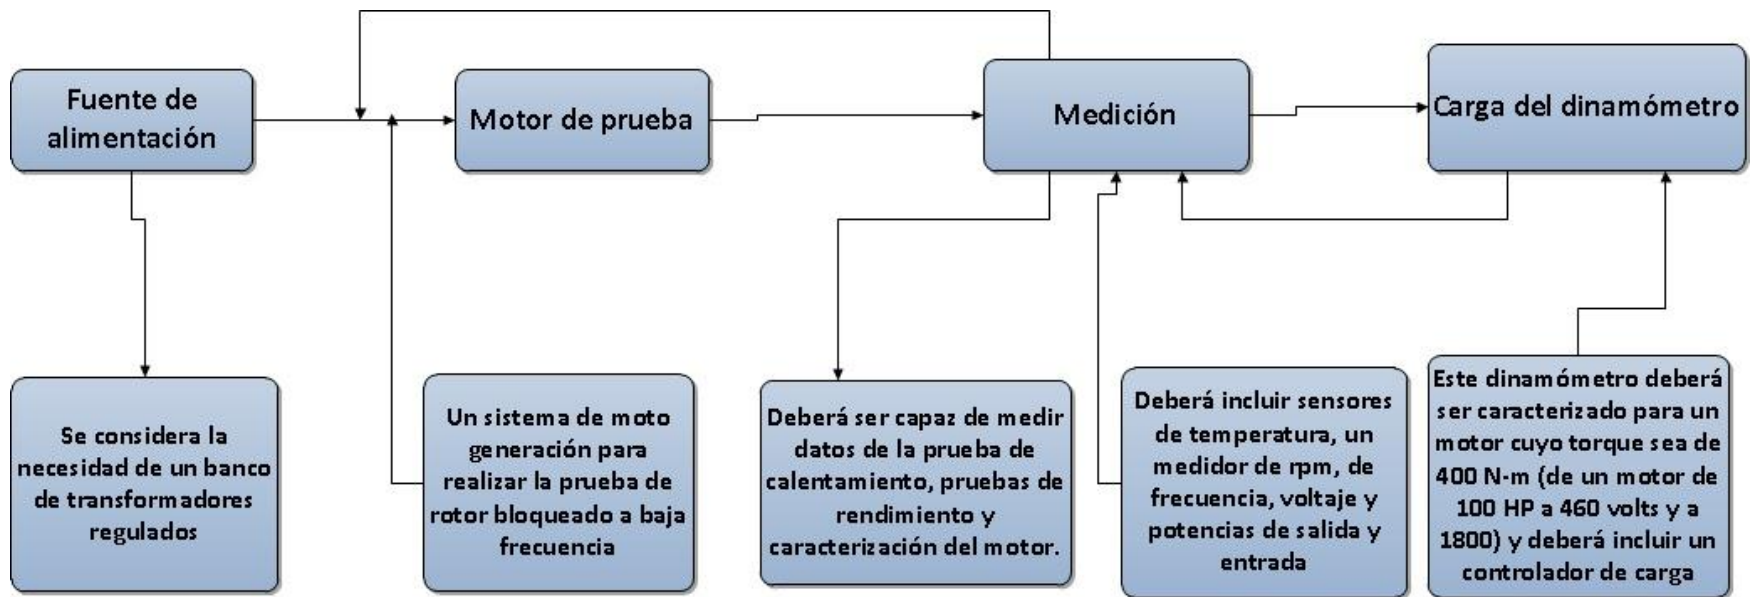 Fuente de
alimentación
Motor de prueba
Medición
Carga del dinamómetro
Se considera la
necesidad de un banco
de transformadores
regulados
Un sistema de moto
generación para
realizar la prueba de
rotor bloqueado a baja
frecuencia
Deberá ser capaz de medir
datos de la prueba de
calentamiento, pruebas de
rendimiento y
caracterización del motor.
Deberá incluir sensores
de temperatura, un
medidor de rpm, de
frecuencia, voltaje y
potencias de salida y
entrada
Este dinamómetro deberá
ser caracterizado para un
motor cuyo torque sea de
400 N-m (de un motor de
100 HP a 460 volts y a
1800) y deberá incluir un
controlador de carga